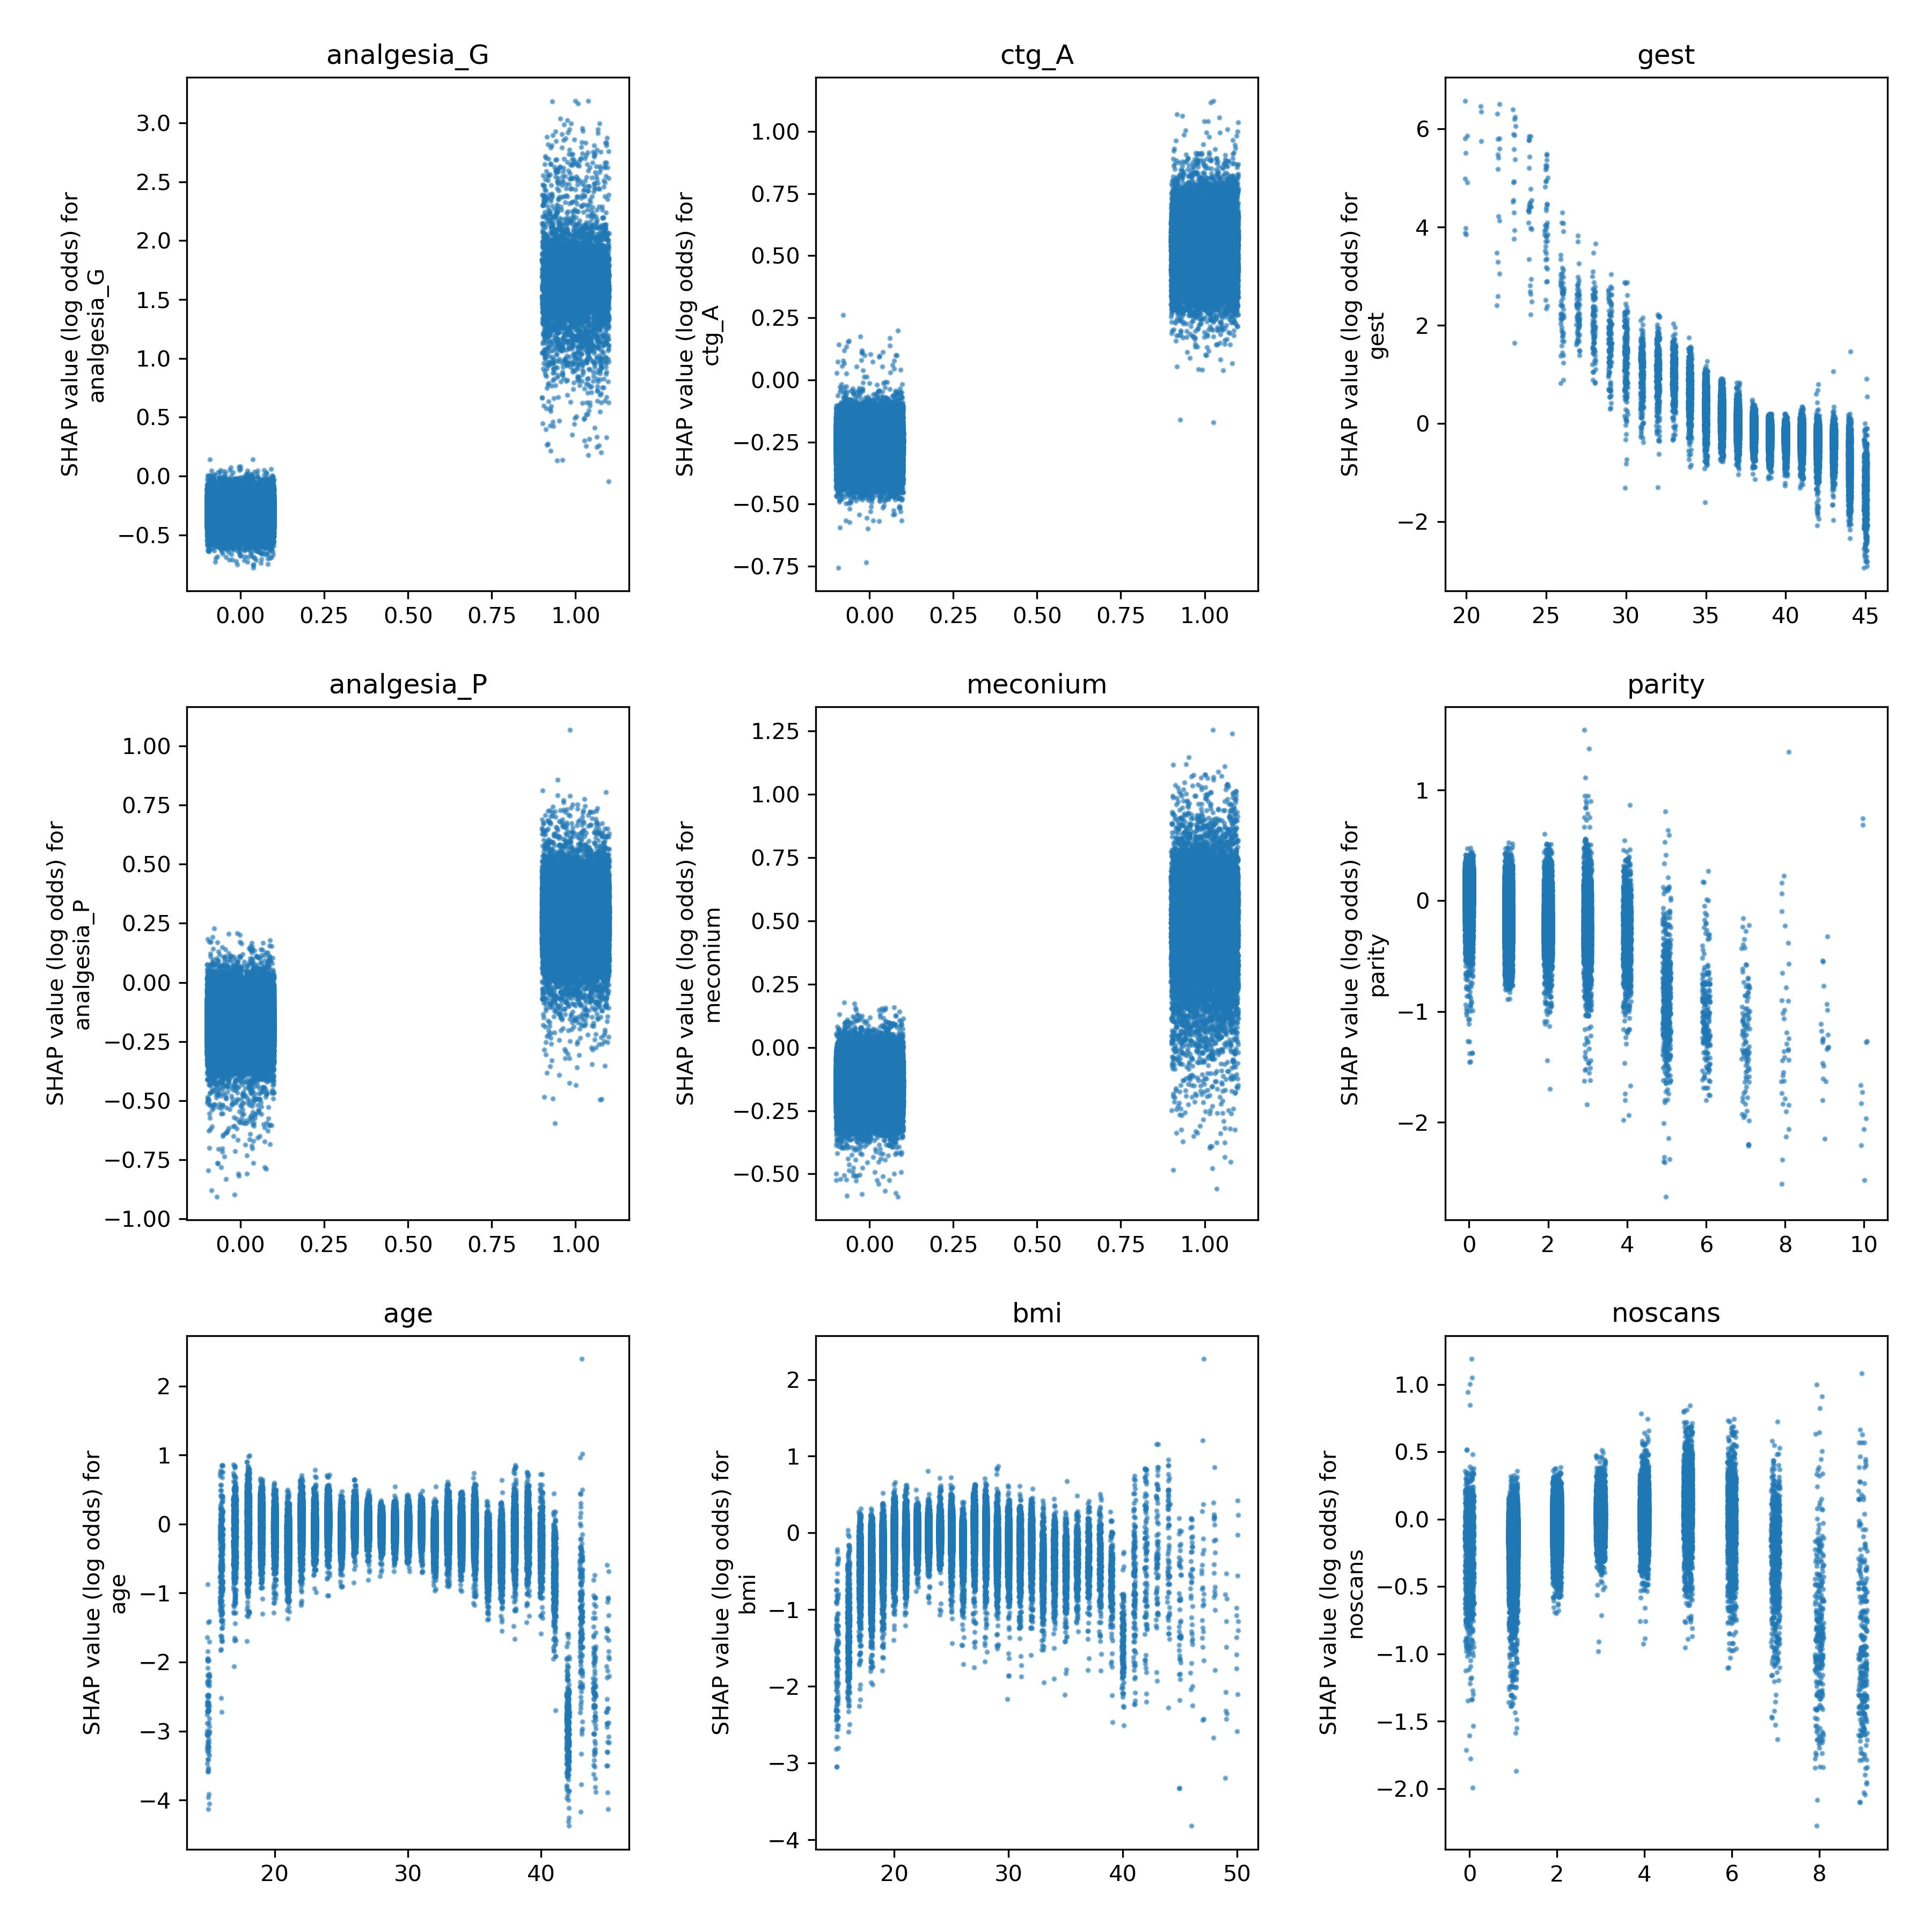 analgesia_G
SHAP value (log odds) for
analgesia_G
3.0
2.5
2.0
1.5
1.0
0.5
0.0
−0.5
0.00 0.25 0.50 0.75 1.00
ctg_A
SHAP value (log odds) for
ctg_A
1.00
0.75
0.50
0.25
0.00
−0.25
−0.50
−0.75
0.00 0.25 0.50 0.75 1.00
gest
SHAP value (log odds) for
gest
6
4
2
0
−2
20 25 30 35 40 45
analgesia_P
SHAP value (log odds) for
analgesia_P
1.00
0.75
0.50
0.25
0.00
−0.25
−0.50
−0.75
−1.00
0.00 0.25 0.50 0.75 1.00
meconium
SHAP value (log odds) for
meconium
1.25
1.00
0.75
0.50
0.25
0.00
−0.25
−0.50
0.00 0.25 0.50 0.75 1.00
parity
SHAP value (log odds) for
parity
1
0
−1
−2
0 2 4 6 8 10
age
SHAP value (log odds) for
age
2
1
0
−1
−2
−3
−4
20 30 40
bmi
SHAP value (log odds) for
bmi
2
1
0
−1
−2
−3
−4
20 30 40 50
noscans
SHAP value (log odds) for
noscans
1.0
0.5
0.0
−0.5
−1.0
−1.5
−2.0
0 2 4 6 8